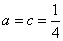 a = c = 1/4